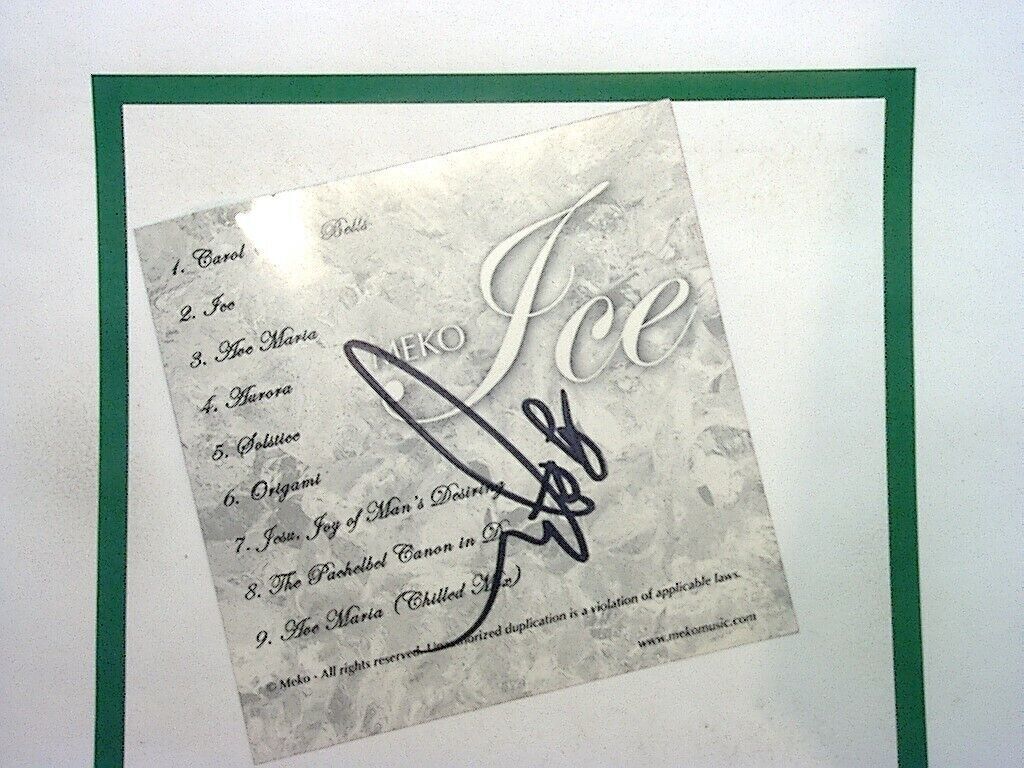 1. Carol Bells
2. Ice
3. Ave Maria
4. Aurora
5. Solstice
6. Origami
7. Jesu, Joy of Man's Desiring
8. The Pachelbel Canon in D
9. Ave Maria (Chilled Mix)
MEKO
Ice
© Meko · All rights reserved. Unauthorized duplication is a violation of applicable laws.
www.mekomusic.com